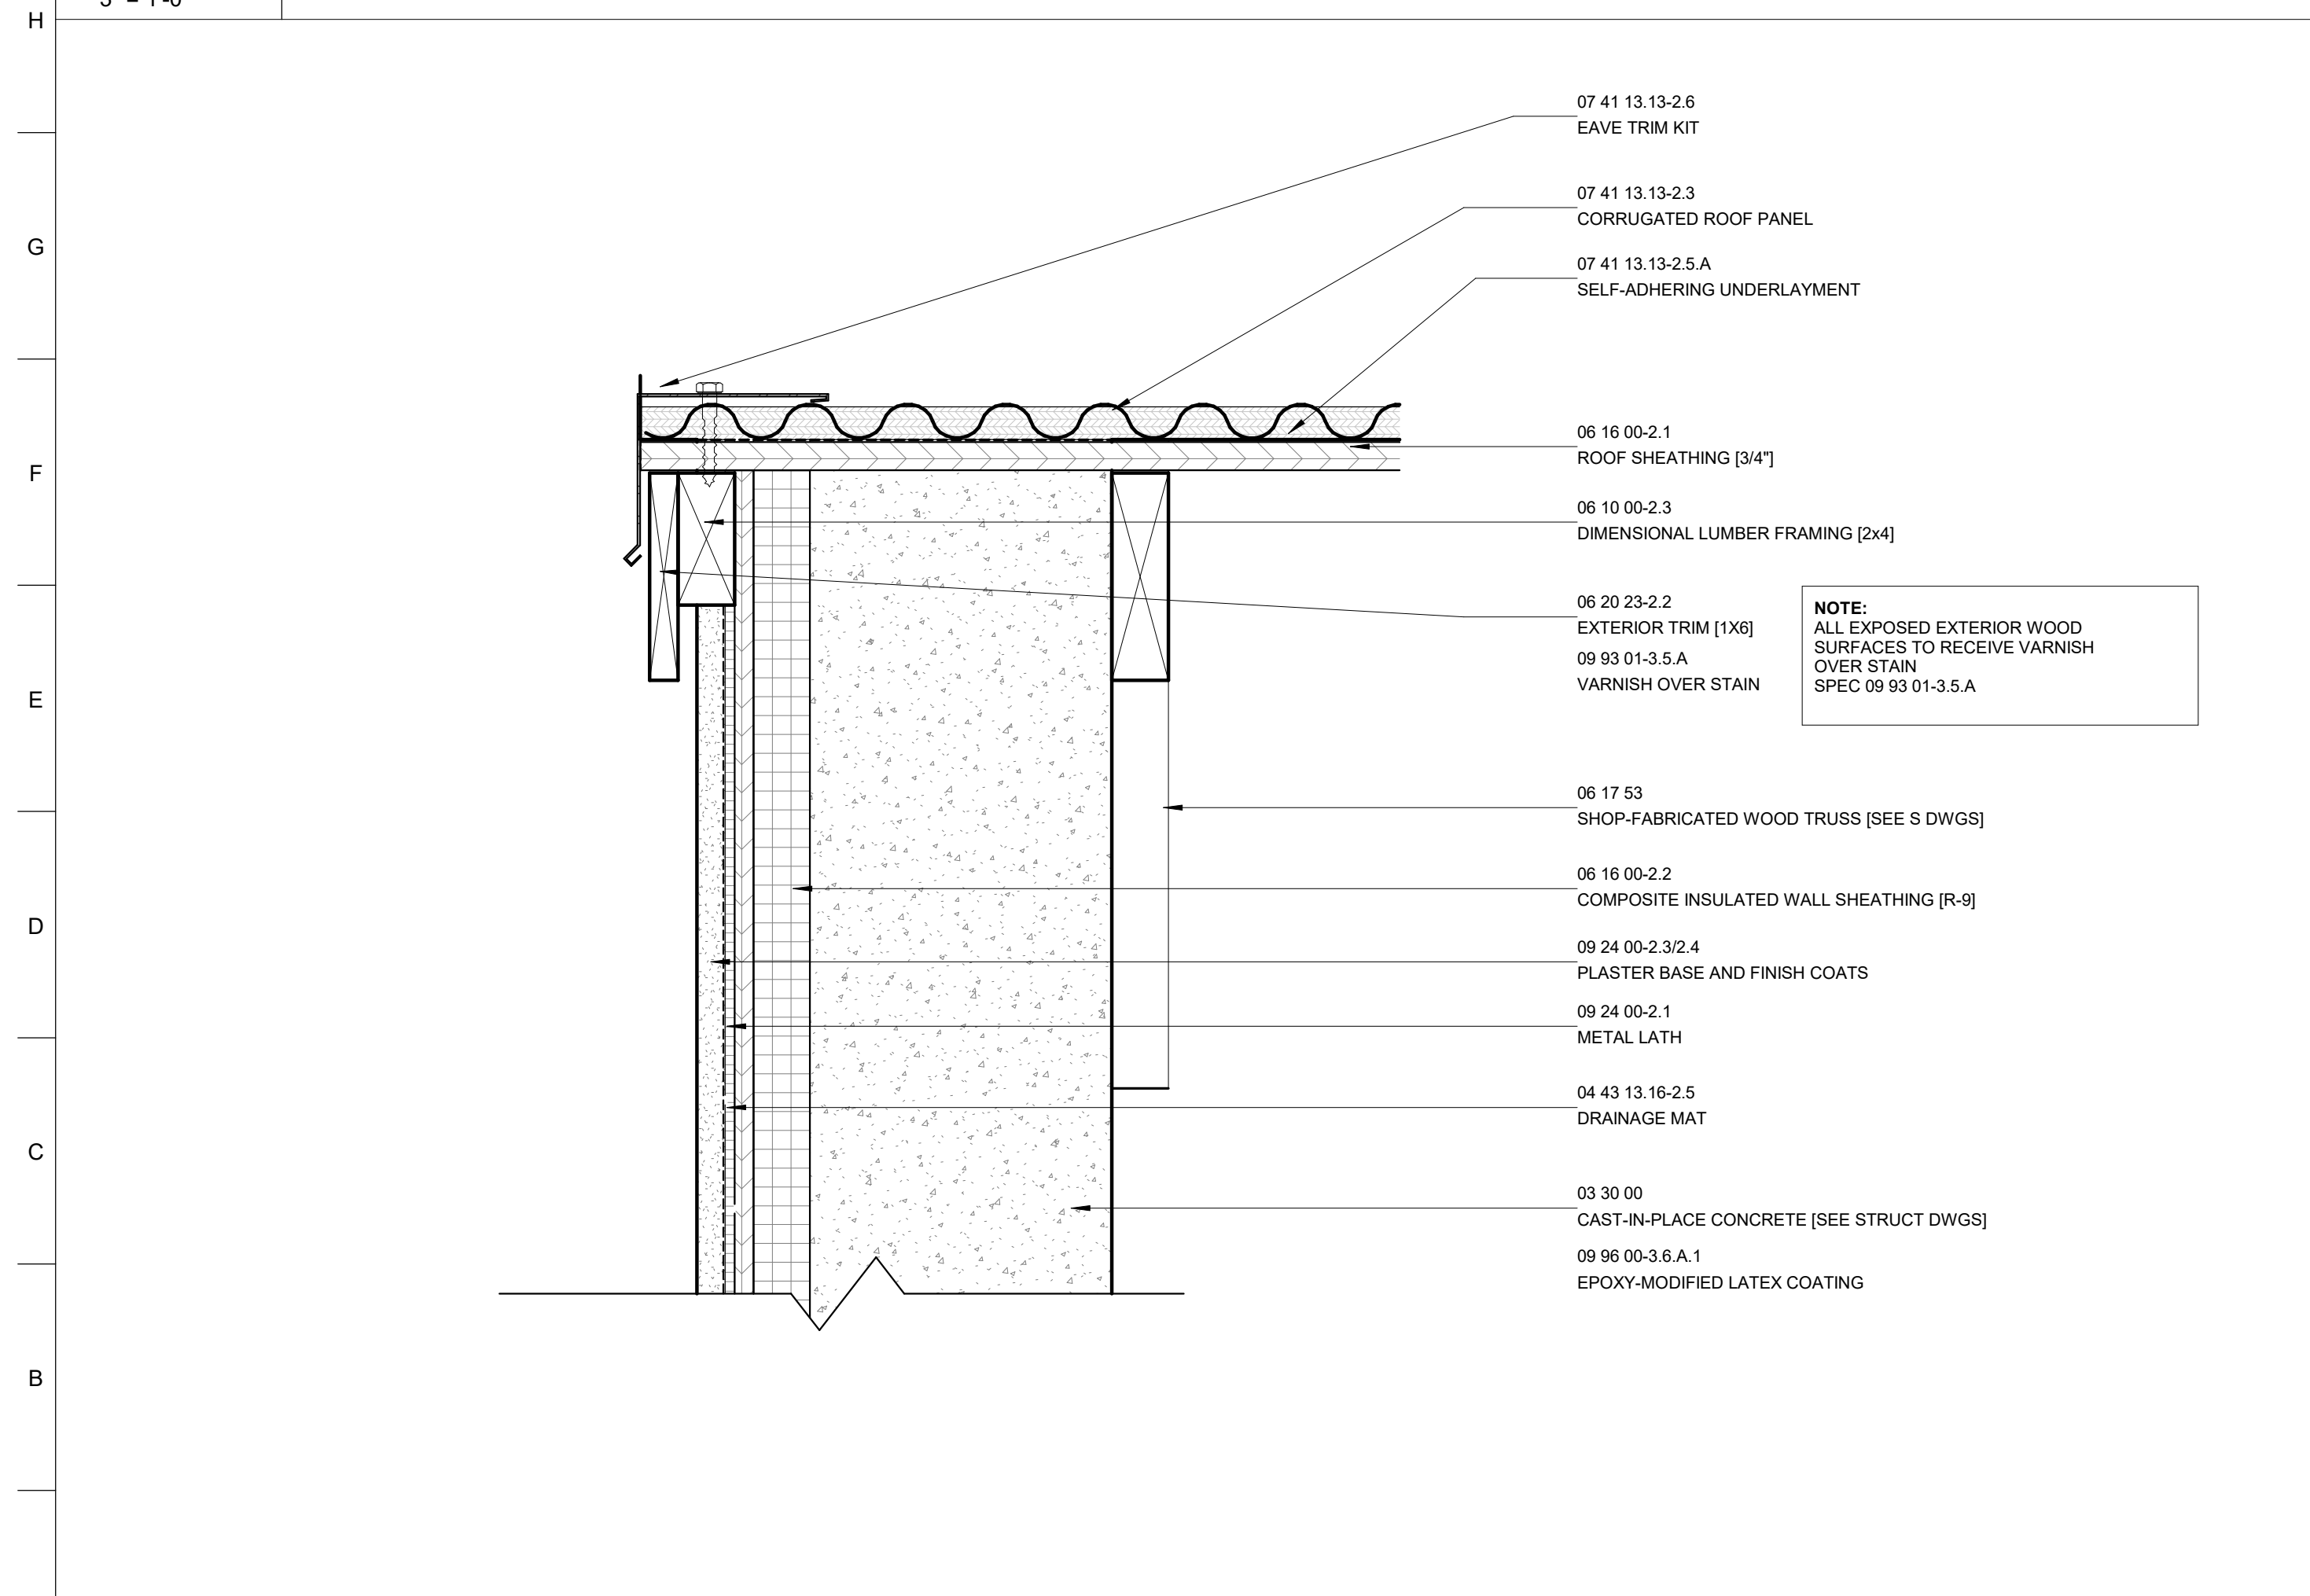 H
07 41 13.13-2.6
EAVE TRIM KIT
07 41 13.13-2.3
CORRUGATED ROOF PANEL
G
07 41 13.13-2.5.A
SELF-ADHERING UNDERLAYMENT
06 16 00-2.1
ROOF SHEATHING [3/4"]
F
06 10 00-2.3
DIMENSIONAL LUMBER FRAMING [2x4]
06 20 23-2.2
EXTERIOR TRIM [1X6]
09 93 01-3.5.A
VARNISH OVER STAIN
NOTE:
ALL EXPOSED EXTERIOR WOOD
SURFACES TO RECEIVE VARNISH
OVER STAIN
SPEC 09 93 01-3.5.A
E
06 17 53
SHOP-FABRICATED WOOD TRUSS [SEE S DWGS]
06 16 00-2.2
COMPOSITE INSULATED WALL SHEATHING [R-9]
D
09 24 00-2.3/2.4
PLASTER BASE AND FINISH COATS
09 24 00-2.1
METAL LATH
04 43 13.16-2.5
DRAINAGE MAT
C
03 30 00
CAST-IN-PLACE CONCRETE [SEE STRUCT DWGS]
09 96 00-3.6.A.1
EPOXY-MODIFIED LATEX COATING
B